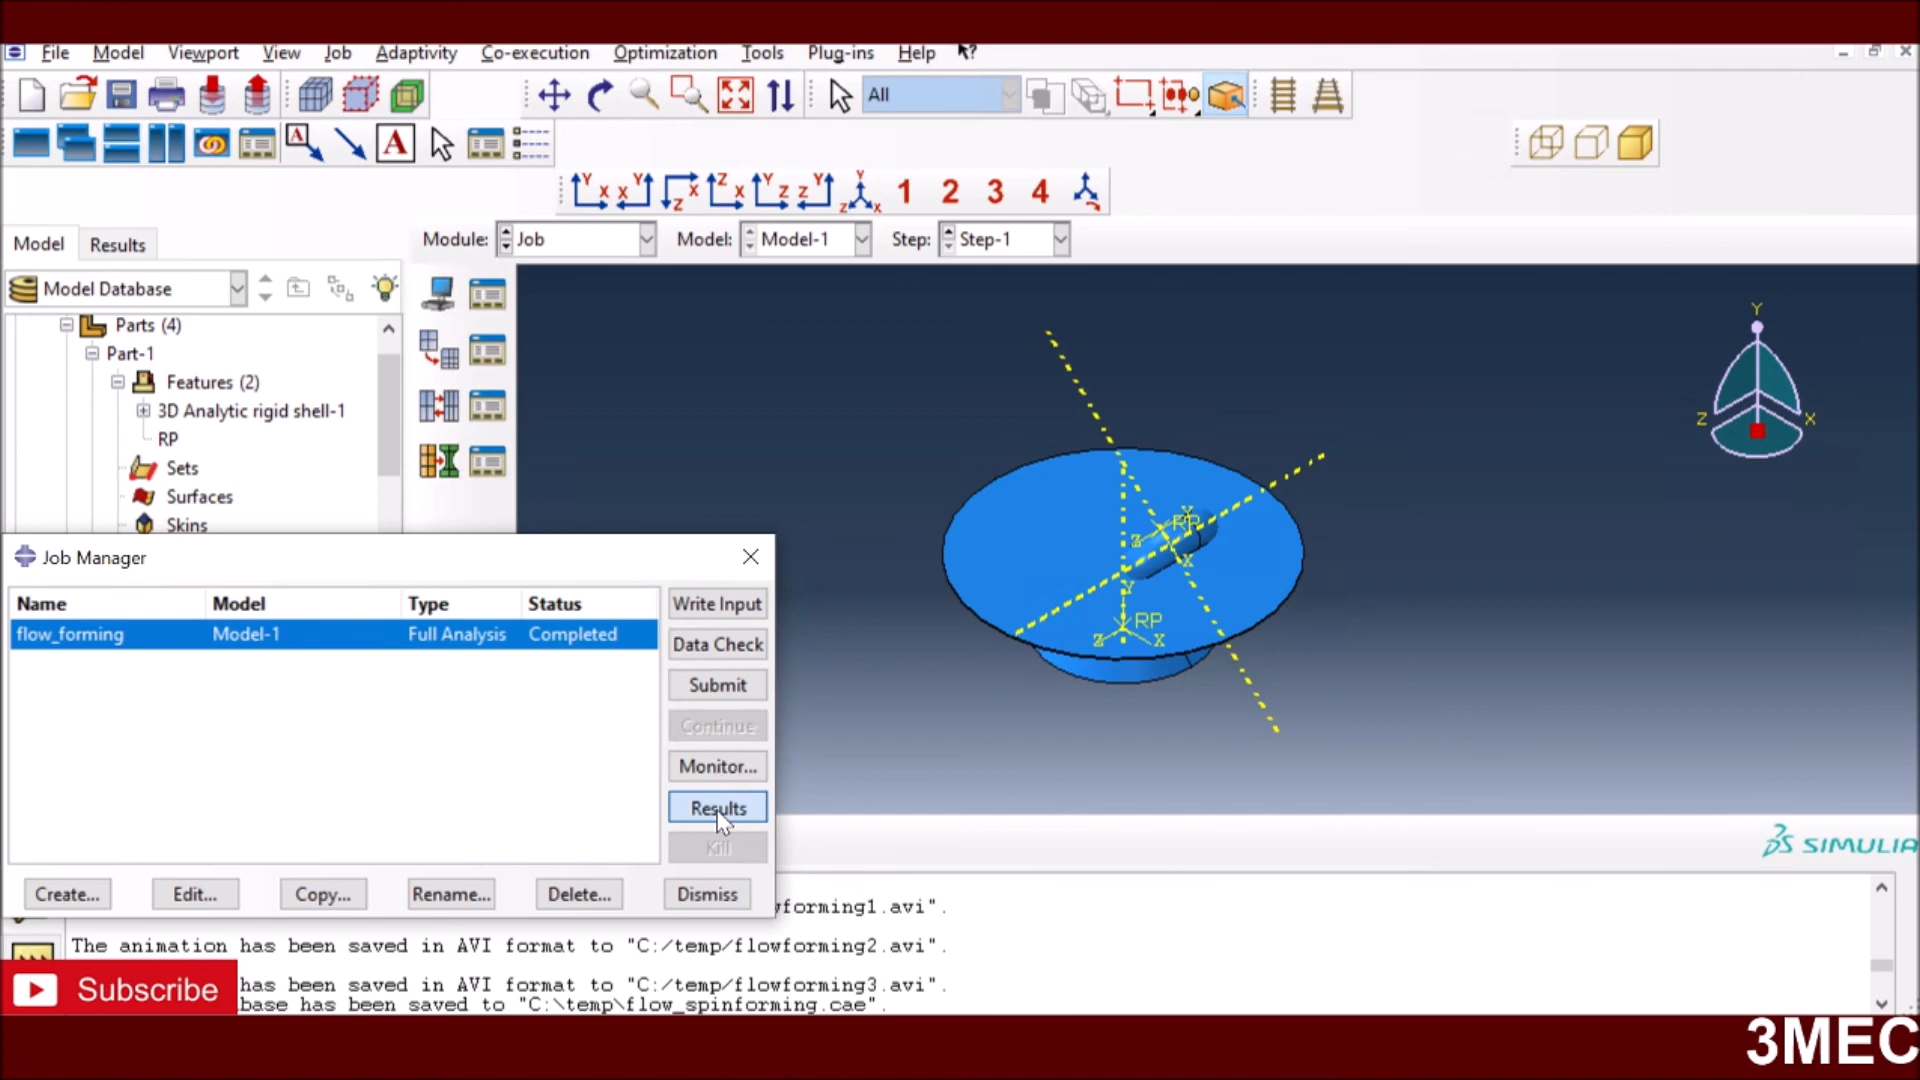 File Model Viewport View Job Adaptivity Co-execution Optimization Tools Plug-ins Help
All
A A
Y X X Y X Z Z X Y Z Z Y Y Z X 1 2 3 4
Model Results
Module: Job Model: Model-1 Step: Step-1
Model Database
Parts (4)
Part-1
Features (2)
3D Analytic rigid shell-1
RP
Sets
Surfaces
Skins
Y
Z X
Y RP
Z X
Y
RP
Z X
Job Manager
Name Model Type Status
flow_forming Model-1 Full Analysis Completed
Write Input
Data Check
Submit
Continue
Monitor...
Results
Kill
Create... Edit... Copy... Rename... Delete... Dismiss
SIMULIA
forming1.avi".
The animation has been saved in AVI format to "C:/temp/flowforming2.avi".
has been saved in AVI format to "C:/temp/flowforming3.avi".
base has been saved to "C:\temp\flow_spinforming.cae".
Subscribe
3MEC